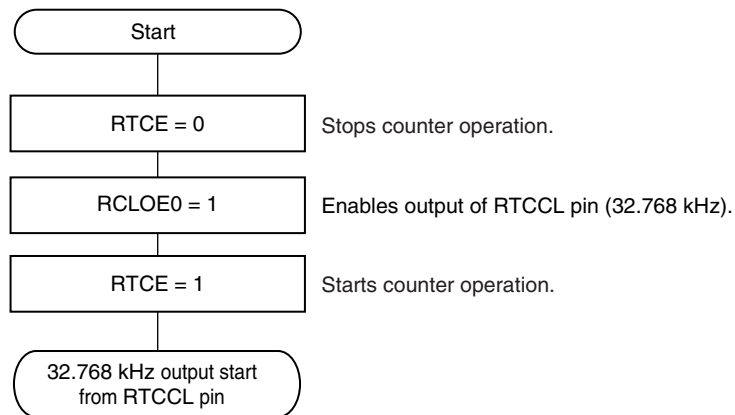 Start
RTCE = 0
Stops counter operation.
RCLOE0 = 1
Enables output of RTCCL pin (32.768 kHz).
RTCE = 1
Starts counter operation.
32.768 kHz output start
from RTCCL pin